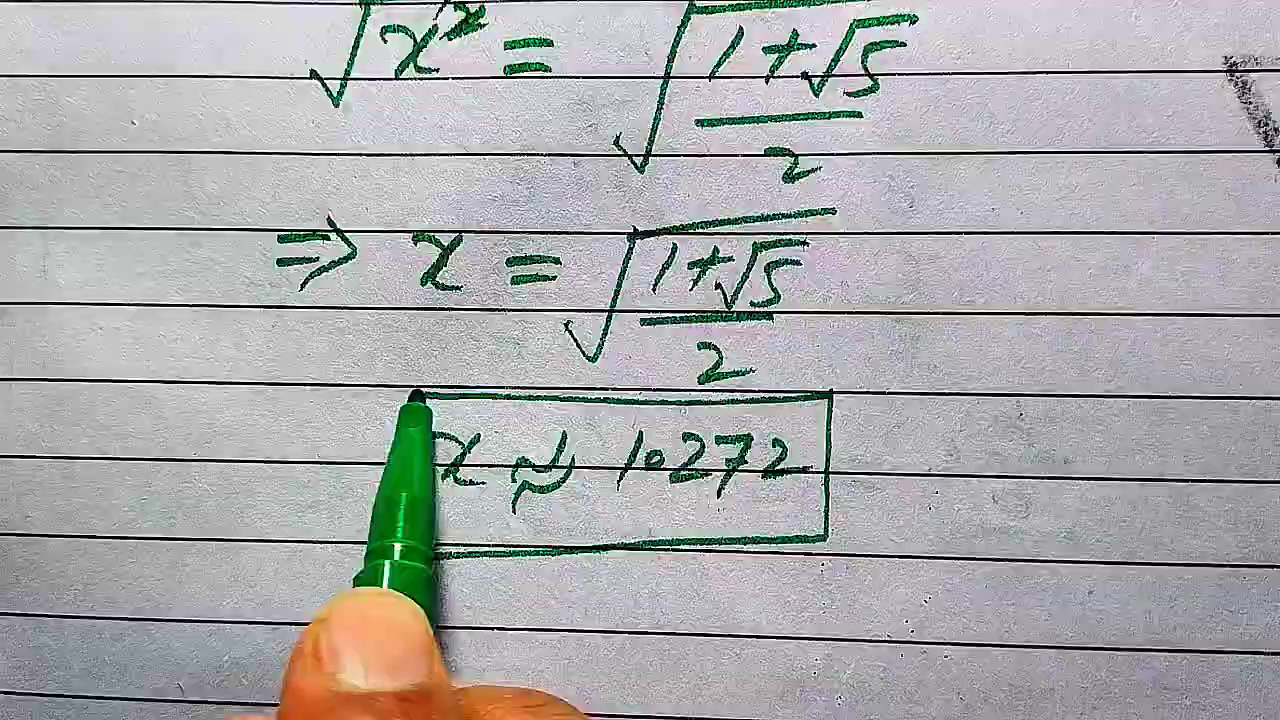 √x² = √((1+√5)/2)
⇒ x = √((1+√5)/2)
x ≈ 1.272